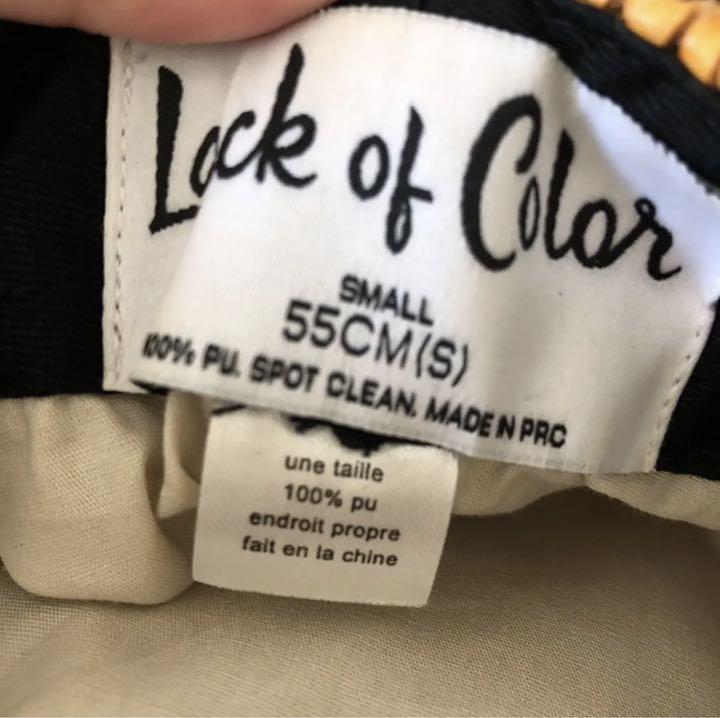 Lack of Color
SMALL
55CM(S)
100% PU. SPOT CLEAN. MADE N PRC
une taille
100% pu
endroit propre
fait en la chine